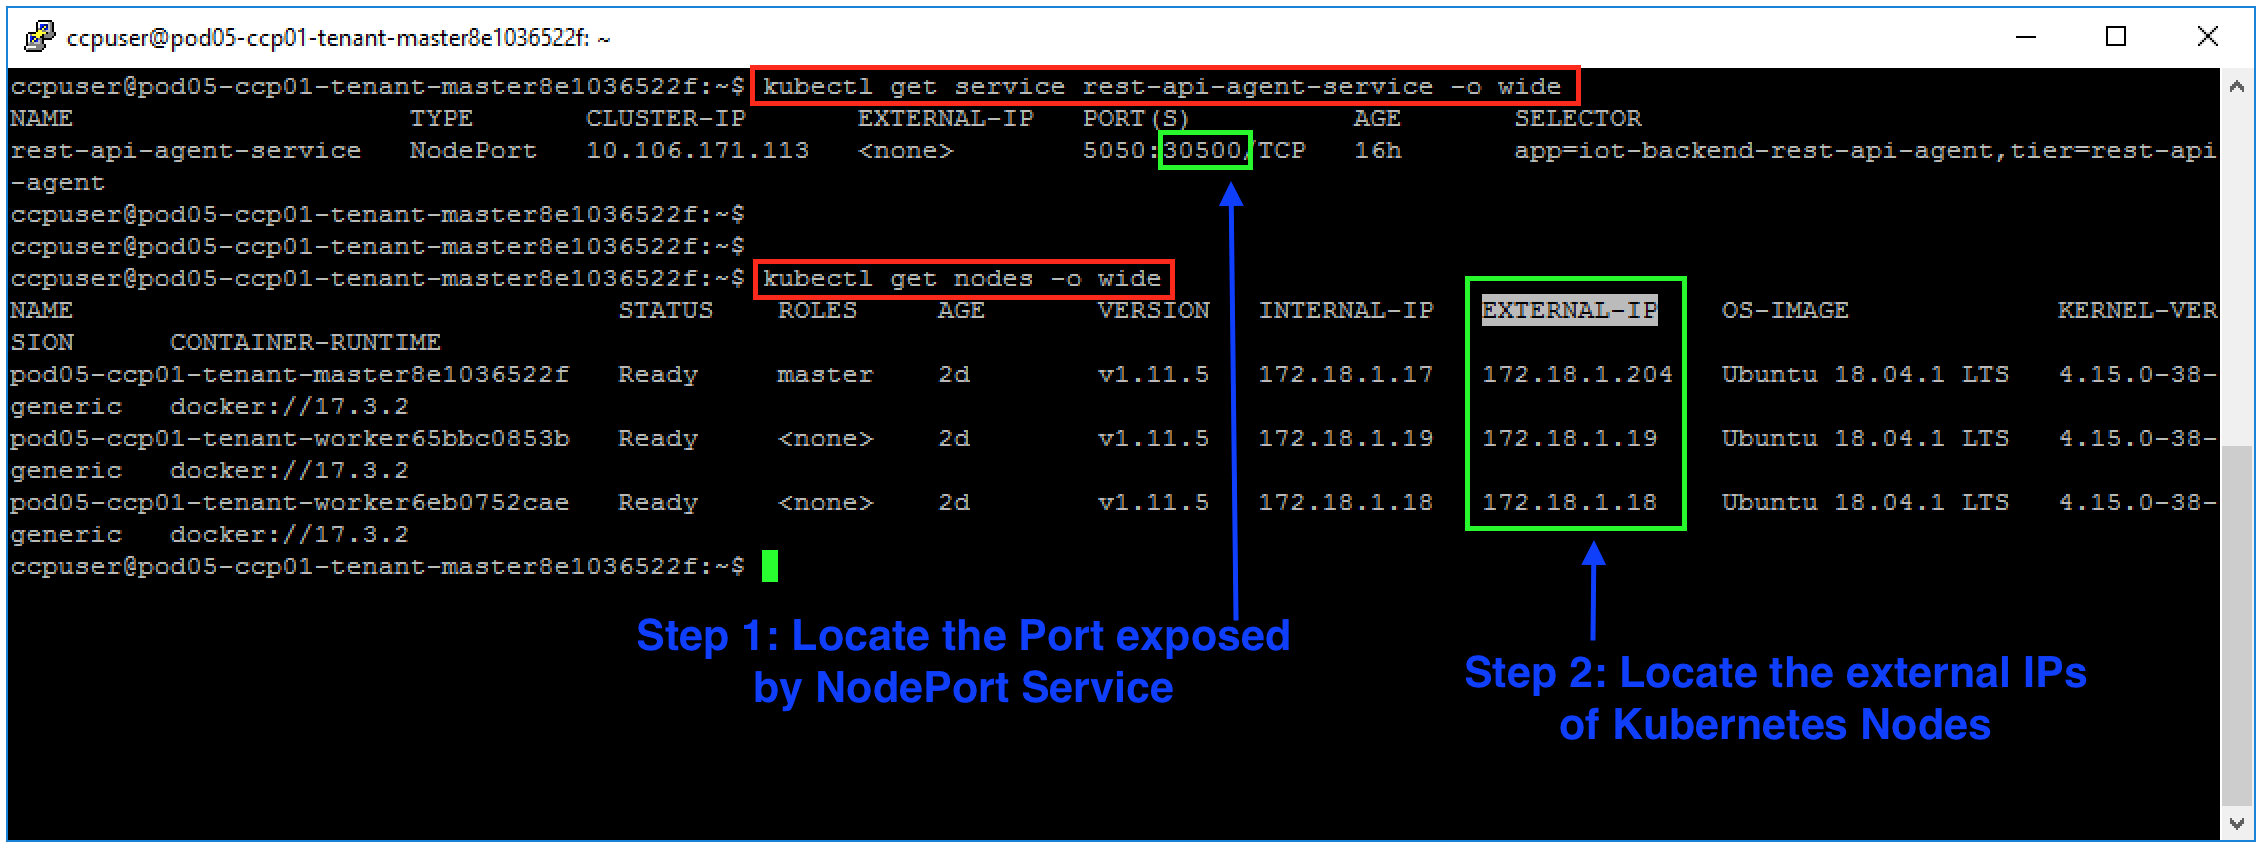 ccpuser@pod05-ccp01-tenant-master8e1036522f: ~
ccpuser@pod05-ccp01-tenant-master8e1036522f:~$ kubectl get service rest-api-agent-service -o wide
NAME TYPE CLUSTER-IP EXTERNAL-IP PORT(S) AGE SELECTOR
rest-api-agent-service NodePort 10.106.171.113 <none> 5050:30500/TCP 16h app=iot-backend-rest-api-agent,tier=rest-api
-agent
ccpuser@pod05-ccp01-tenant-master8e1036522f:~$
ccpuser@pod05-ccp01-tenant-master8e1036522f:~$
ccpuser@pod05-ccp01-tenant-master8e1036522f:~$ kubectl get nodes -o wide
NAME STATUS ROLES AGE VERSION INTERNAL-IP EXTERNAL-IP OS-IMAGE KERNEL-VER
SION CONTAINER-RUNTIME
pod05-ccp01-tenant-master8e1036522f Ready master 2d v1.11.5 172.18.1.17 172.18.1.204 Ubuntu 18.04.1 LTS 4.15.0-38-
generic docker://17.3.2
pod05-ccp01-tenant-worker65bbc0853b Ready <none> 2d v1.11.5 172.18.1.19 172.18.1.19 Ubuntu 18.04.1 LTS 4.15.0-38-
generic docker://17.3.2
pod05-ccp01-tenant-worker6eb0752cae Ready <none> 2d v1.11.5 172.18.1.18 172.18.1.18 Ubuntu 18.04.1 LTS 4.15.0-38-
generic docker://17.3.2
ccpuser@pod05-ccp01-tenant-master8e1036522f:~$
Step 1: Locate the Port exposed
by NodePort Service
Step 2: Locate the external IPs
of Kubernetes Nodes